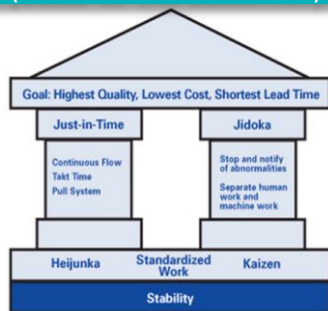 Goal: Highest Quality, Lowest Cost, Shortest Lead Time
Just-in-Time
Continuous Flow
Takt Time
Pull System
Jidoka
Stop and notify
of abnormalities
Separate human
work and
machine work
Heijunka
Standardized
Work
Kaizen
Stability